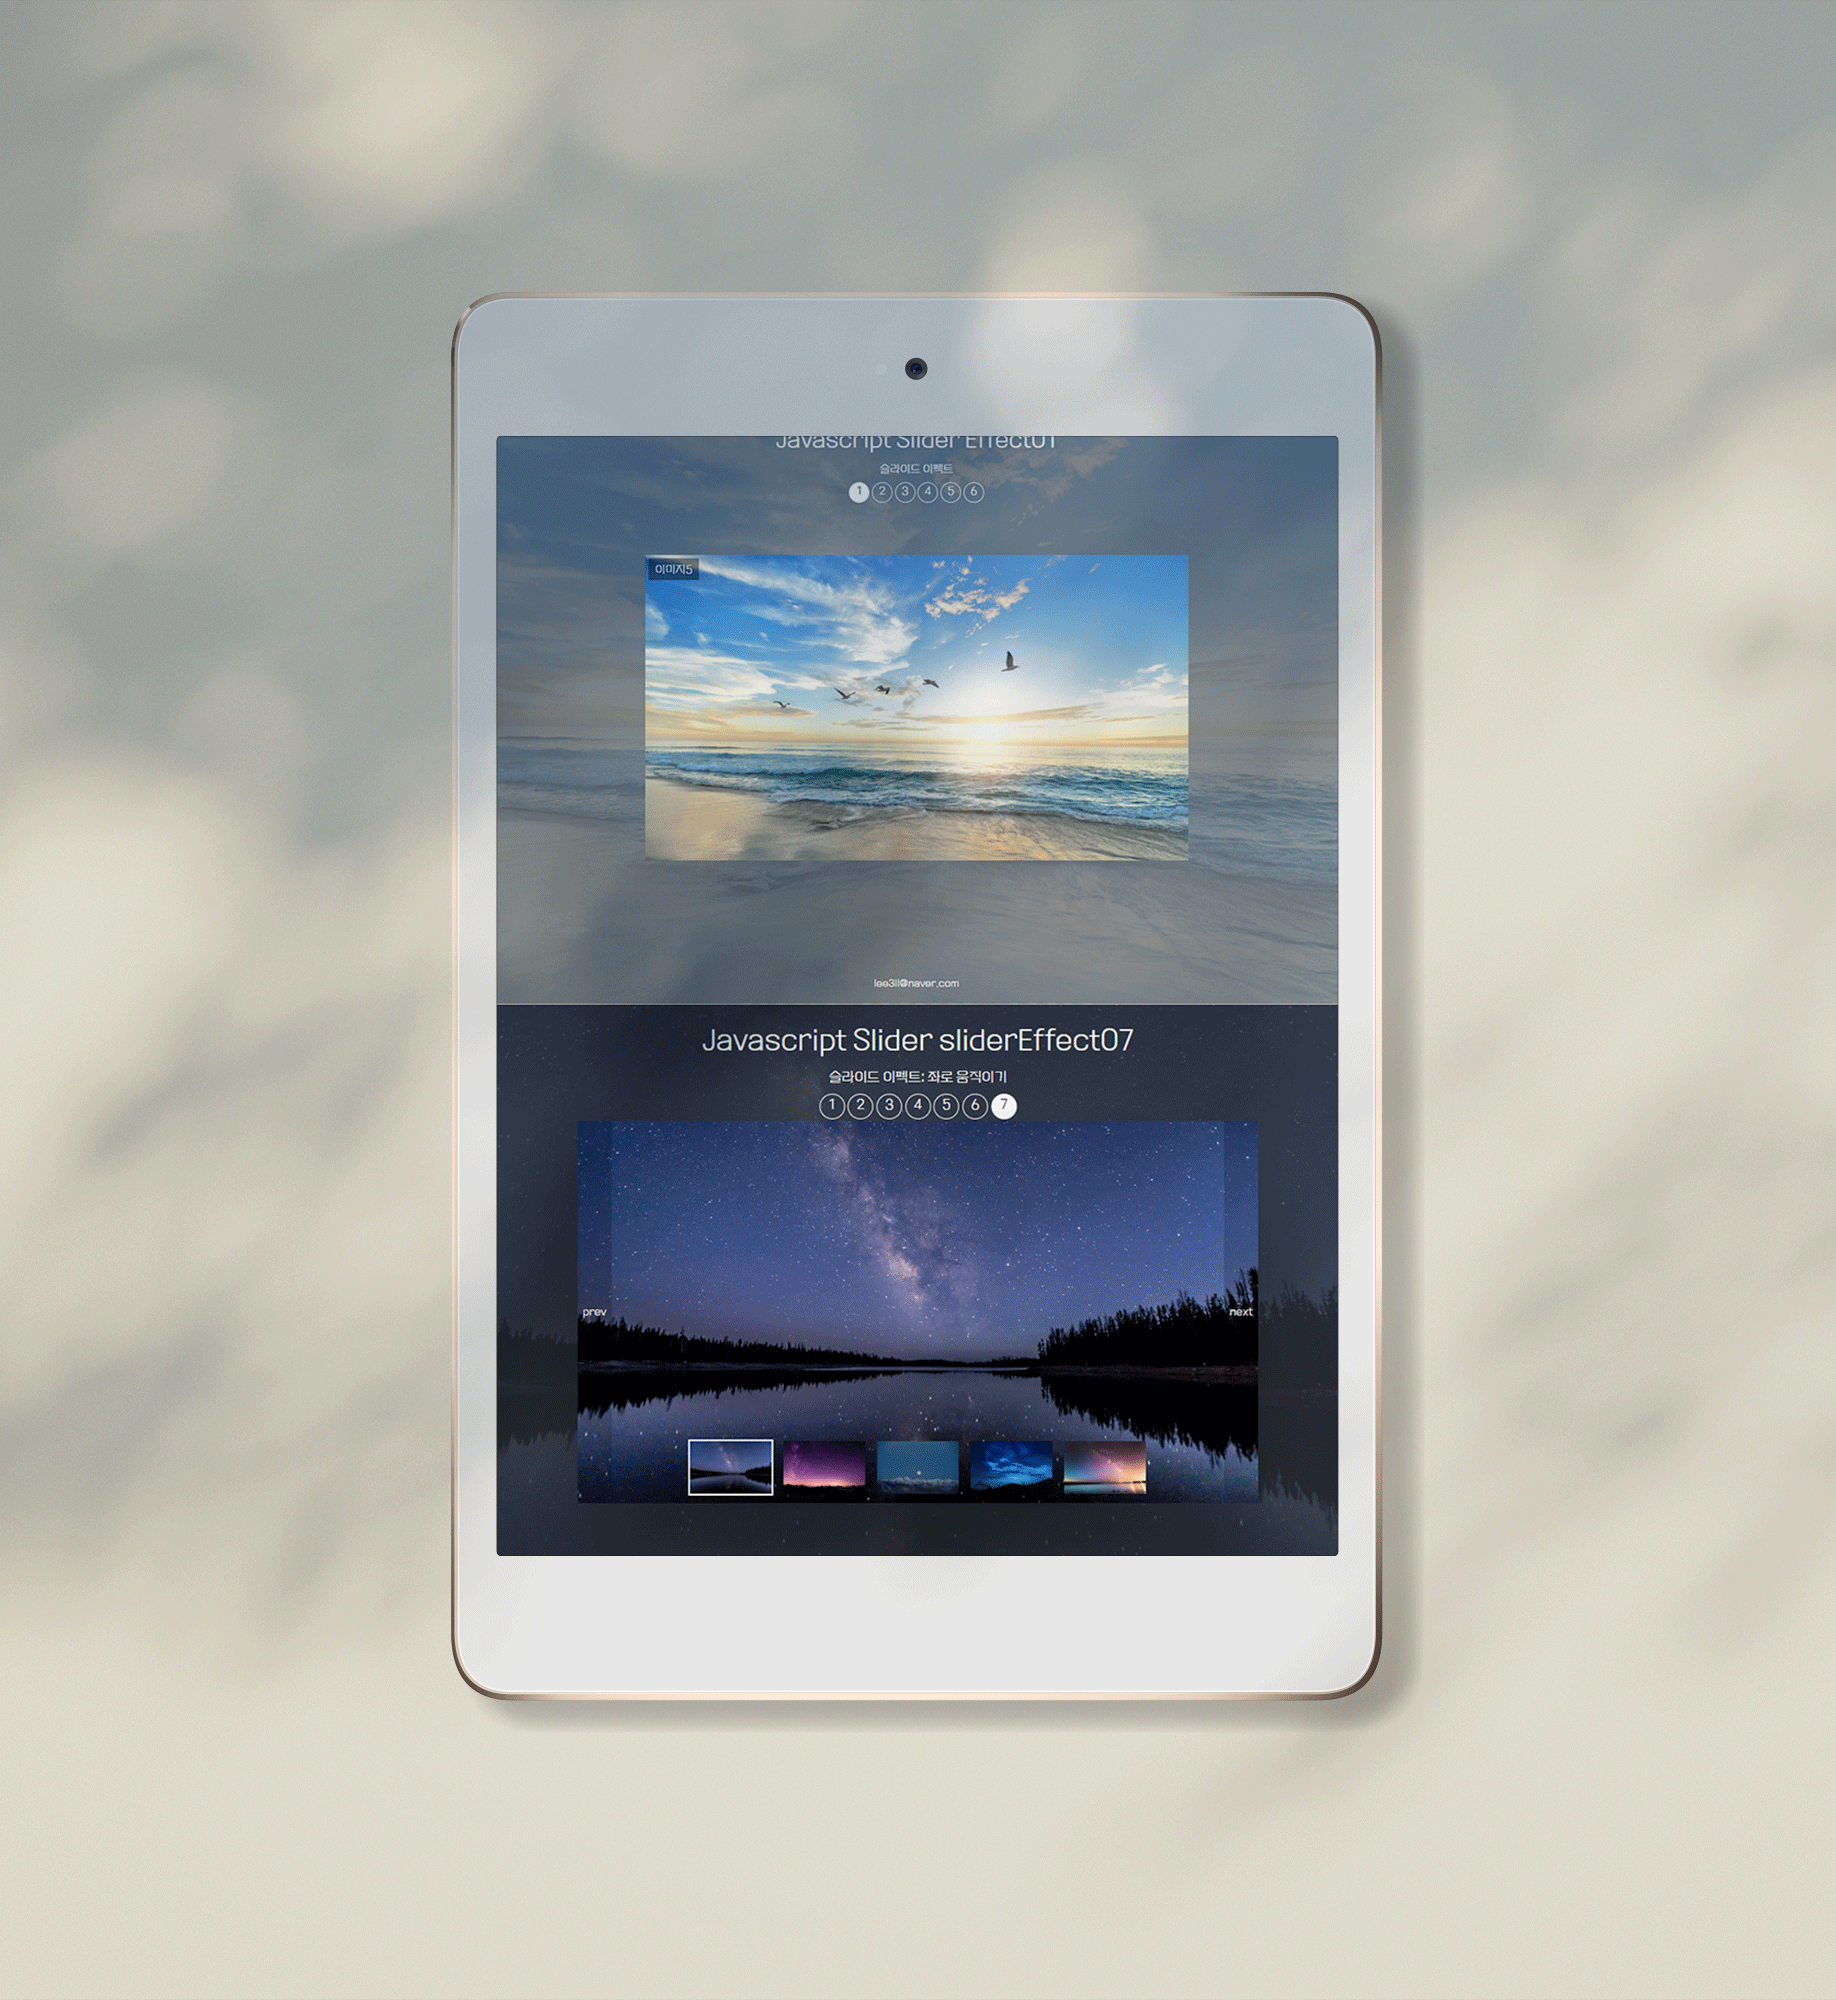 Javascript Slider Effect01
슬라이드 이펙트
1 2 3 4 5 6
이미지5
lee3ll@naver.com
Javascript Slider sliderEffect07
슬라이드 이펙트: 좌로 움직이기
1 2 3 4 5 6 7
prev
next